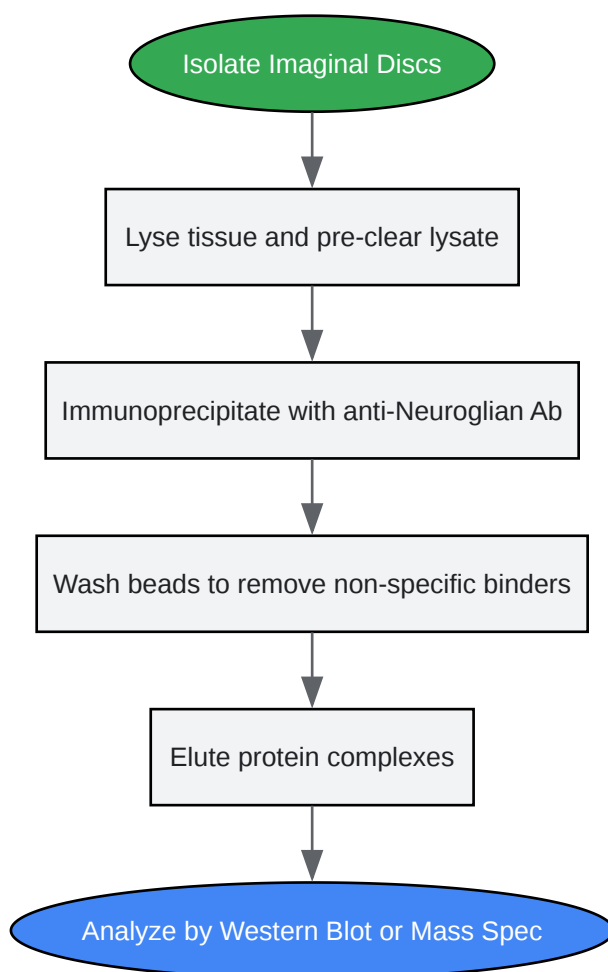 Isolate Imaginal Discs
Lyse tissue and pre-clear lysate
Immunoprecipitate with anti-Neuroglian Ab
Wash beads to remove non-specific binders
Elute protein complexes
Analyze by Western Blot or Mass Spec